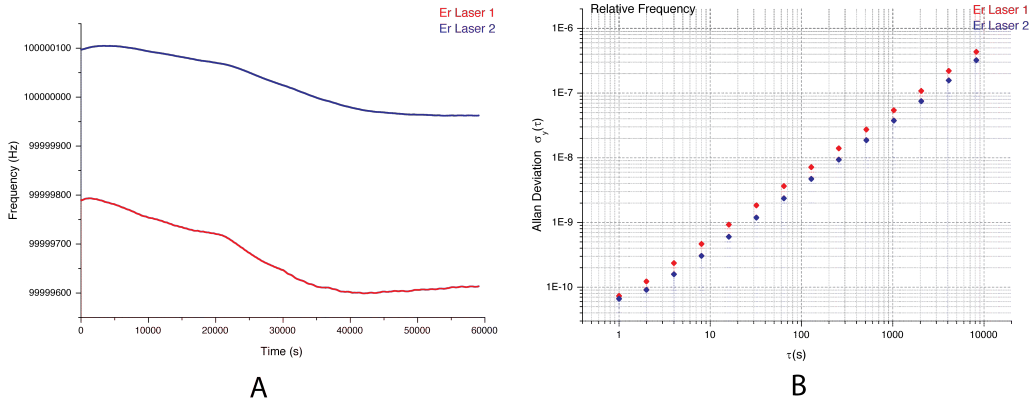 Er Laser 1
Er Laser 2
100000100
100000000
99999900
99999800
99999700
99999600
Frequency (Hz)
0
10000
20000
30000
40000
50000
60000
Time (s)
A
Relative Frequency
Er Laser 1
Er Laser 2
1E-6
1E-7
1E-8
1E-9
1E-10
Allan Deviation σy(τ)
1
10
100
1000
10000
τ(s)
B